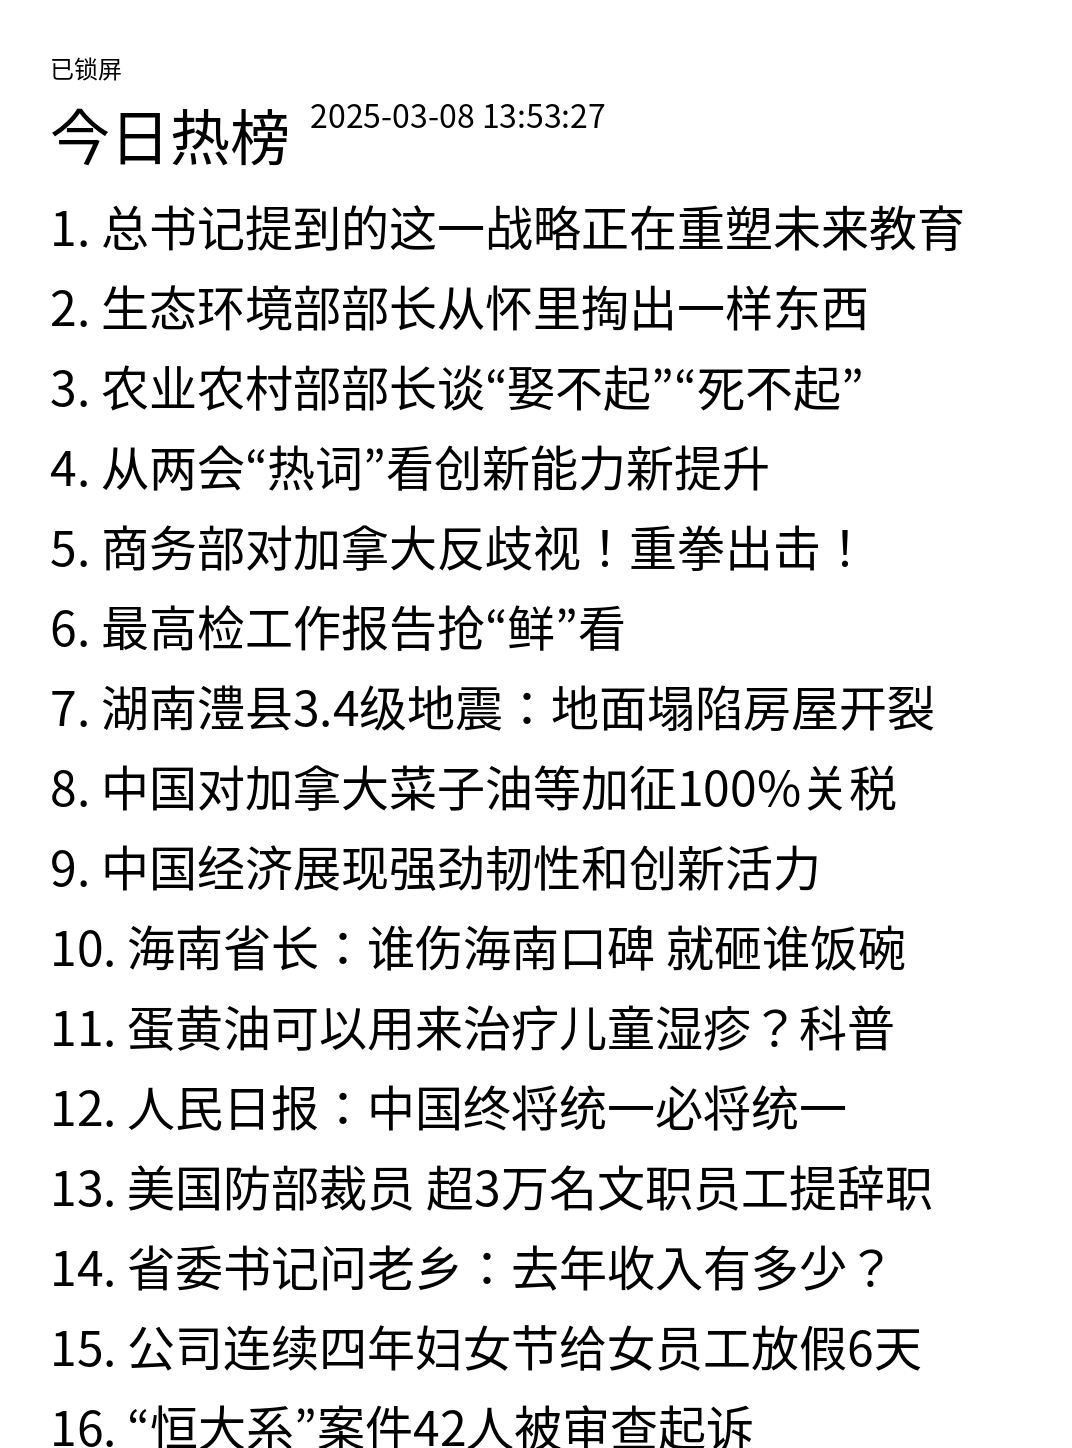 已锁屏
今日热榜 2025-03-08 13:53:27
1. 总书记提到的这一战略正在重塑未来教育
2. 生态环境部部长从怀里掏出一样东西
3. 农业农村部部长谈“娶不起”“死不起”
4. 从两会“热词”看创新能力新提升
5. 商务部对加拿大反歧视！重拳出击！
6. 最高检工作报告抢“鲜”看
7. 湖南澧县3.4级地震：地面塌陷房屋开裂
8. 中国对加拿大菜子油等加征100%关税
9. 中国经济展现强劲韧性和创新活力
10. 海南省长：谁伤海南口碑 就砸谁饭碗
11. 蛋黄油可以用来治疗儿童湿疹？科普
12. 人民日报：中国终将统一必将统一
13. 美国防部裁员 超3万名文职员工提辞职
14. 省委书记问老乡：去年收入有多少？
15. 公司连续四年妇女节给女员工放假6天
16. “恒大系”案件42人被审查起诉